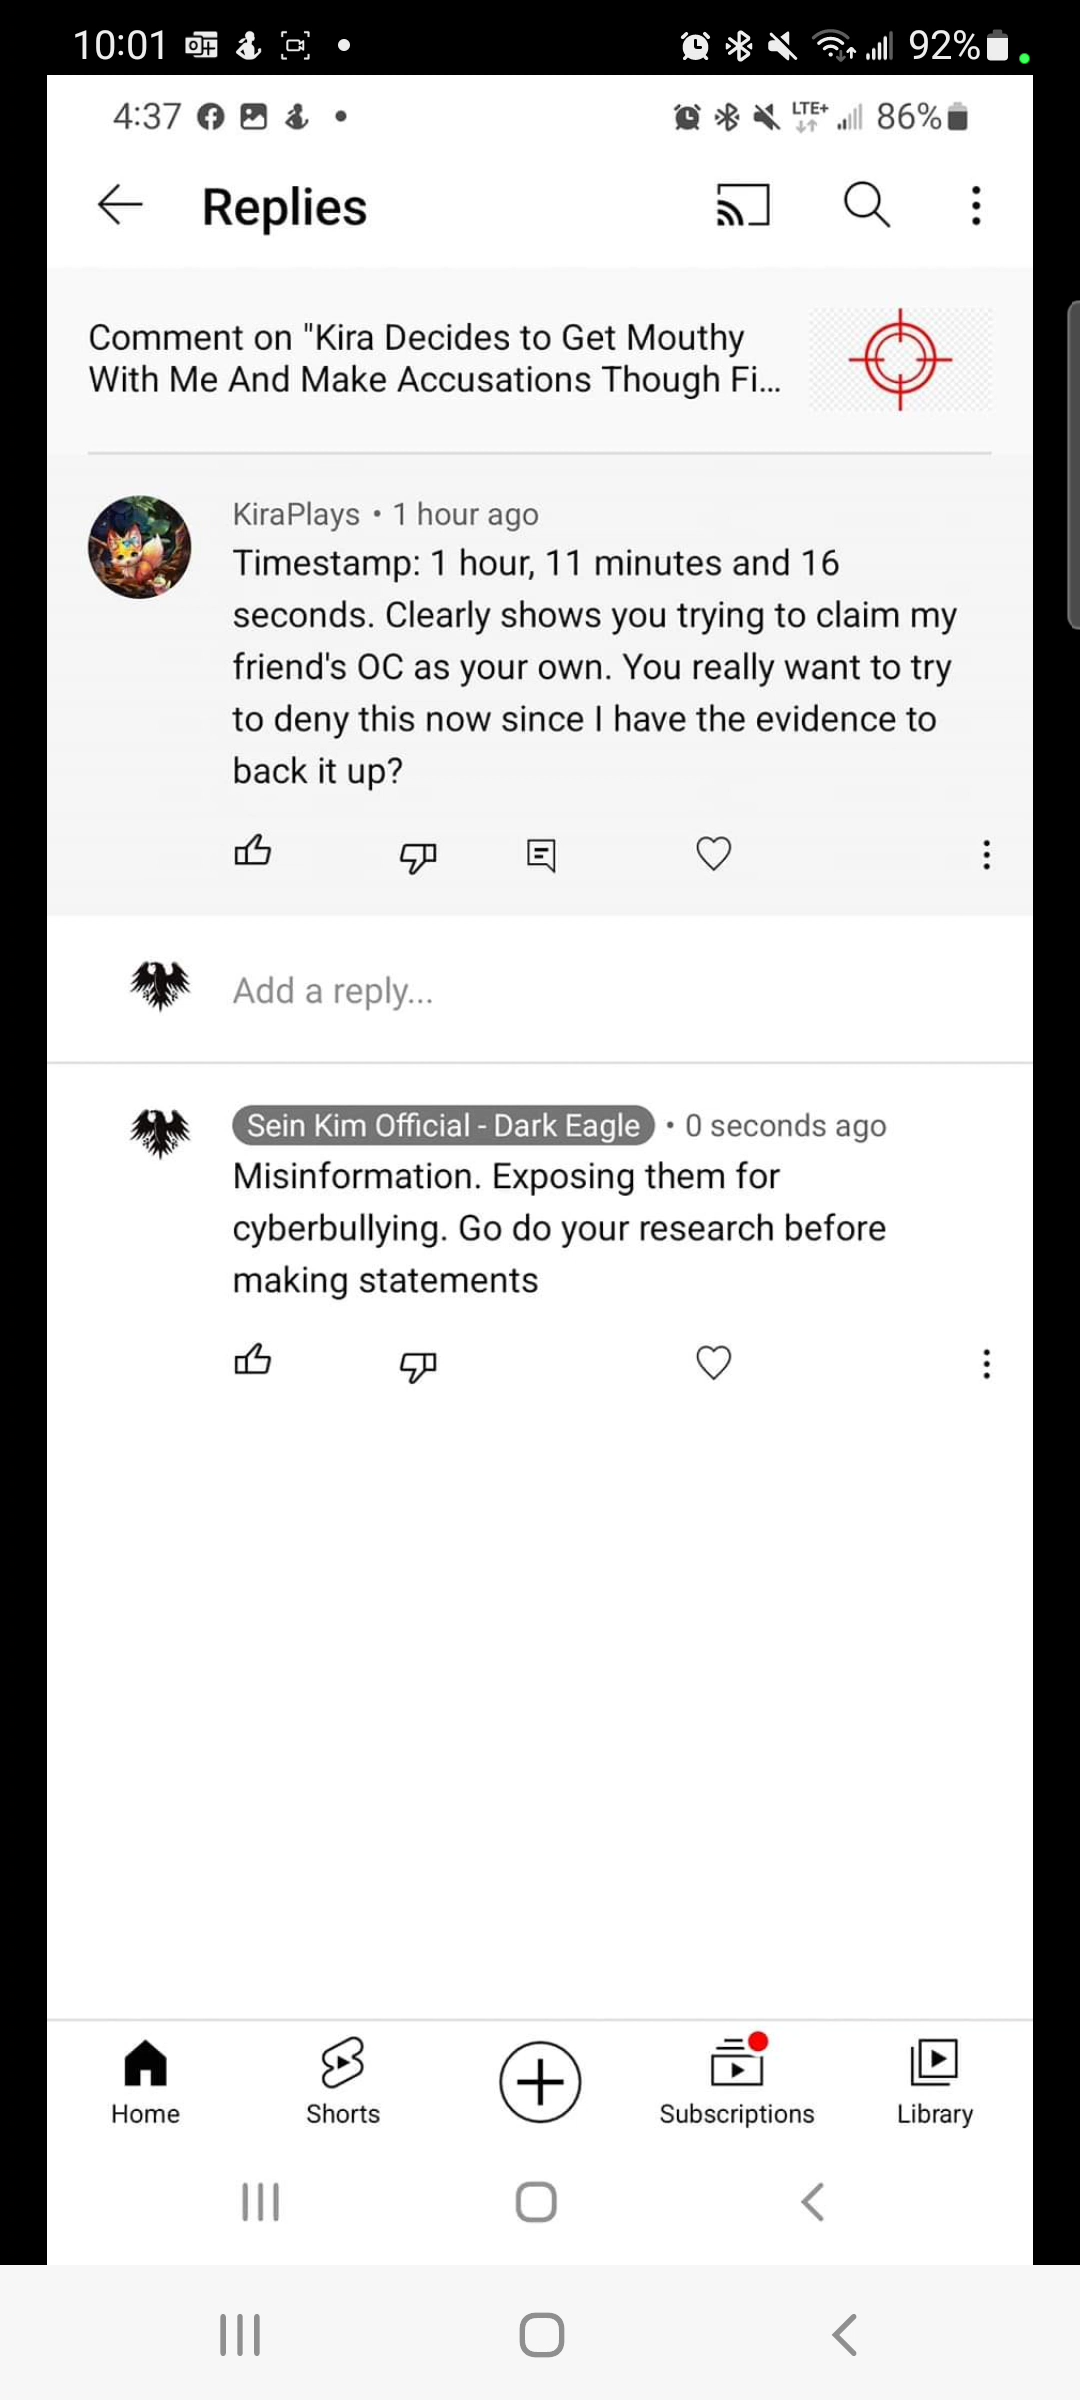 10:01
92%
4:37
LTE+
86%
Replies
Comment on "Kira Decides to Get Mouthy
With Me And Make Accusations Though Fi...
KiraPlays • 1 hour ago
Timestamp: 1 hour, 11 minutes and 16
seconds. Clearly shows you trying to claim my
friend's OC as your own. You really want to try
to deny this now since I have the evidence to
back it up?
Add a reply...
Sein Kim Official - Dark Eagle • 0 seconds ago
Misinformation. Exposing them for
cyberbullying. Go do your research before
making statements
Home
Shorts
Subscriptions
Library